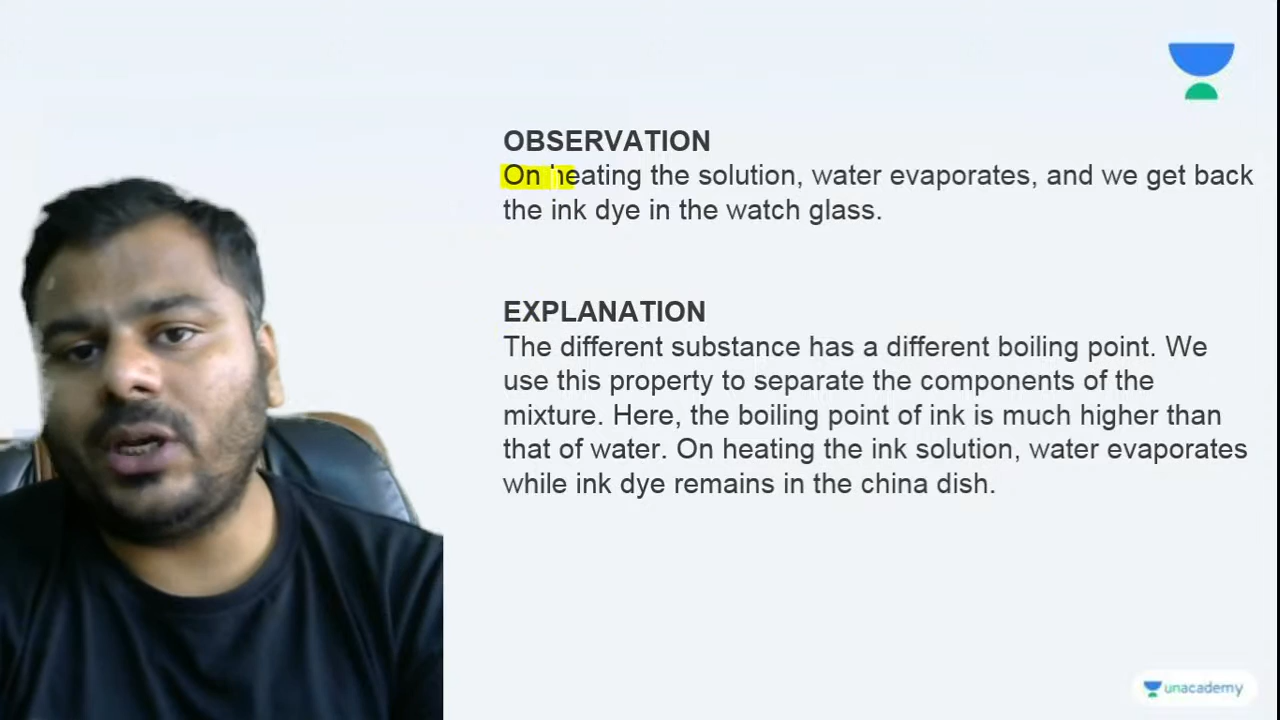 OBSERVATION
On heating the solution, water evaporates, and we get back
the ink dye in the watch glass.
EXPLANATION
The different substance has a different boiling point. We
use this property to separate the components of the
mixture. Here, the boiling point of ink is much higher than
that of water. On heating the ink solution, water evaporates
while ink dye remains in the china dish.
unacademy